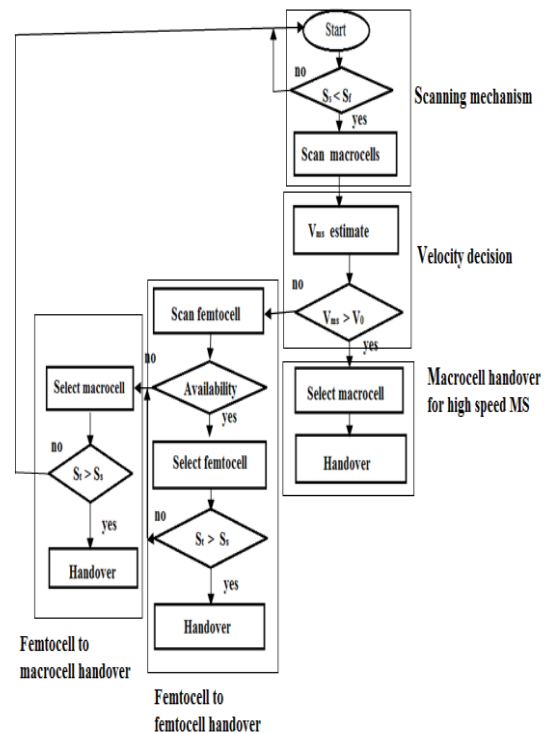 Start
no
Ss < Sf
yes
Scan macrocells
Scanning mechanism
Vms estimate
Velocity decision
no
Vms > V0
yes
Scan femtocell
no
Availability
yes
Select femtocell
no
St > Ss
yes
Handover
Select macrocell
no
St > Ss
yes
Handover
Select macrocell
Handover
Macrocell handover
for high speed MS
Femtocell to
macrocell handover
Femtocell to
femtocell handover